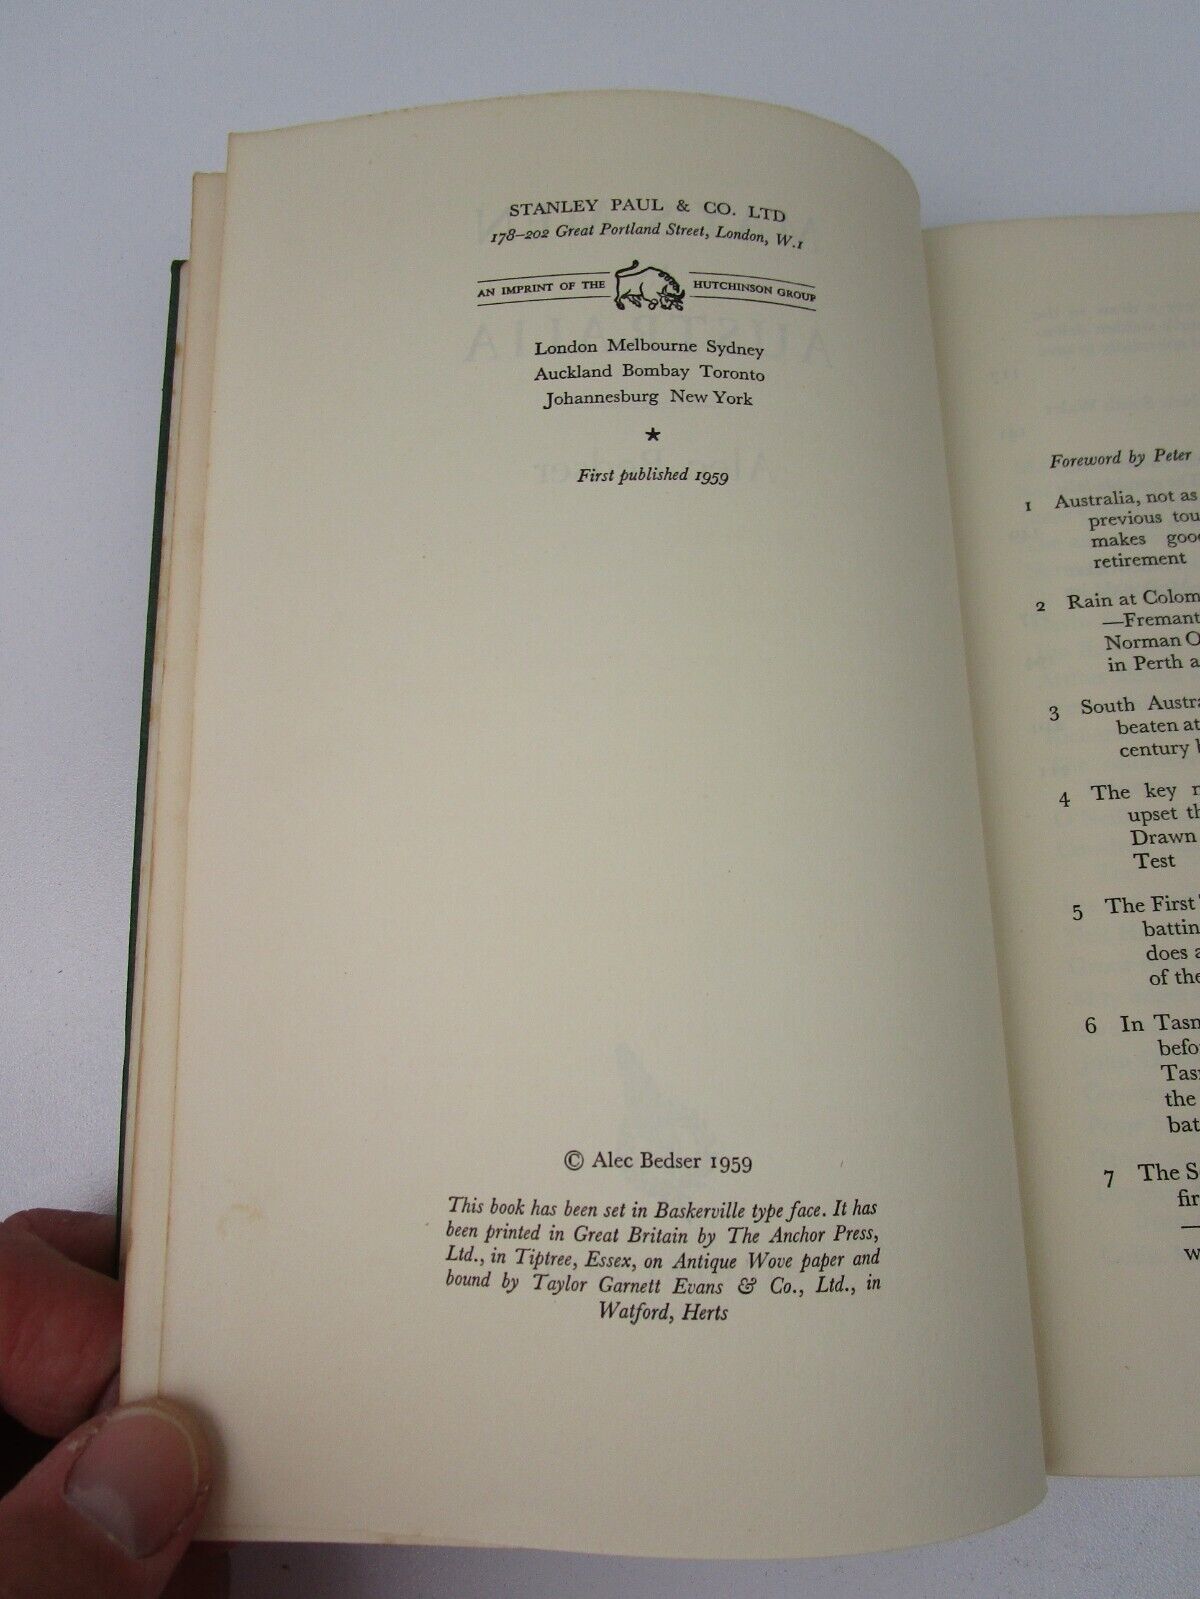 STANLEY PAUL & CO. LTD
178–202 Great Portland Street, London, W.1
AN IMPRINT OF THE HUTCHINSON GROUP
London Melbourne Sydney
Auckland Bombay Toronto
Johannesburg New York
★
First published 1959
© Alec Bedser 1959
This book has been set in Baskerville type face. It has
been printed in Great Britain by The Anchor Press,
Ltd., in Tiptree, Essex, on Antique Wove paper and
bound by Taylor Garnett Evans & Co., Ltd., in
Watford, Herts
Foreword by Peter
1 Australia, not as
previous tou
makes goo
retirement
2 Rain at Colom
—Fremant
Norman O
in Perth a
3 South Austra
beaten at
century b
4 The key
upset th
Drawn
Test
5 The First
battin
does a
of the
6 In Tasm
befo
Tas
the
bat
7 The S
fir
—
w